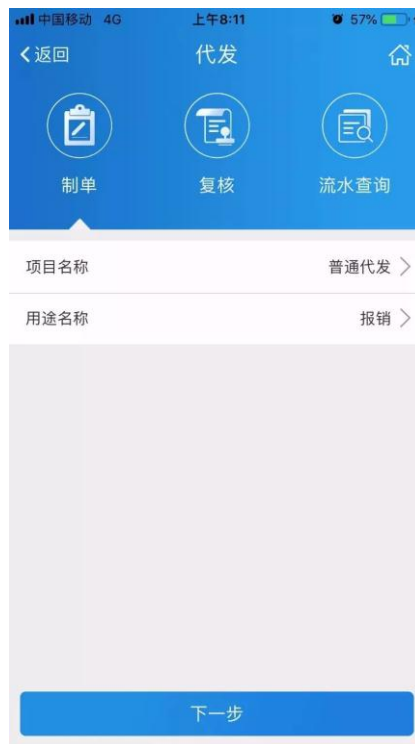 中国移动 4G 上午8:11 57%
返回 代发
制单 复核 流水查询
项目名称 普通代发
用途名称 报销
下一步